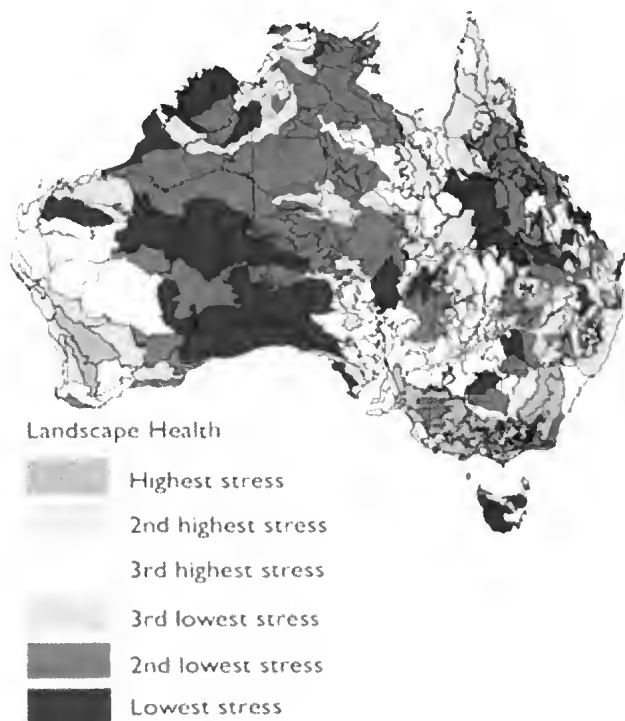 Landscape Health
Highest stress
2nd highest stress
3rd highest stress
3rd lowest stress
2nd lowest stress
Lowest stress